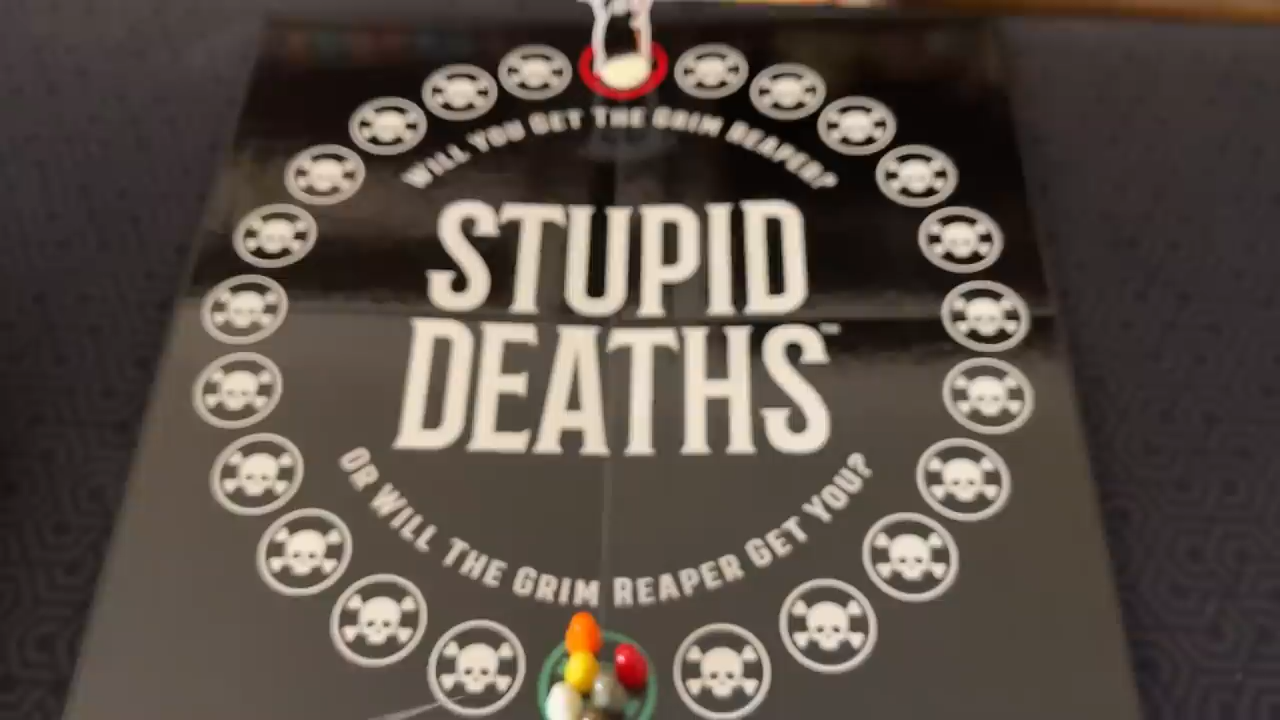 WILL YOU GET THE GRIM REAPER?
STUPID
DEATHS™
OR WILL THE GRIM REAPER GET YOU?